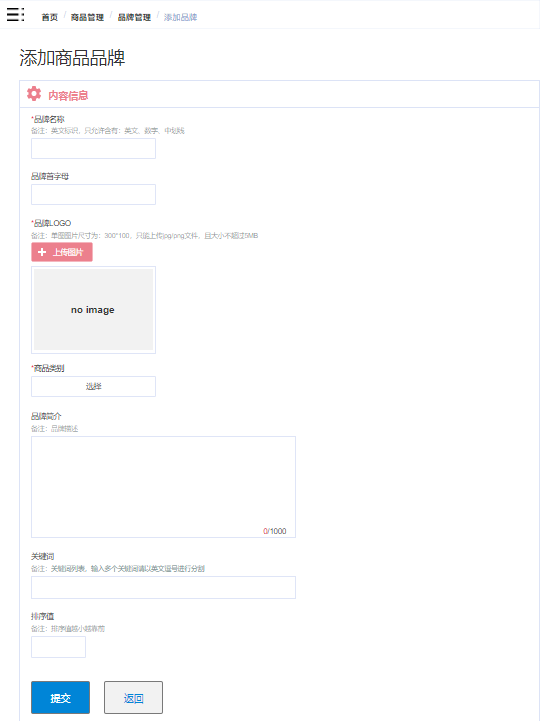 首页 / 商品管理 / 品牌管理 / 添加品牌
添加商品品牌
内容信息
*品牌名称
备注：英文标识，只允许含有：英文、数字、中划线
品牌首字母
*品牌LOGO
备注：单图图片尺寸为：300*100，只能上传jpg/png文件，且大小不超过5MB
+ 上传图片
no image
*商品类别
选择
品牌简介
备注：品牌描述
0/1000
关键词
备注：关键词列表，输入多个关键词请以英文逗号进行分割
排序值
备注：排序值越小越靠前
提交 返回